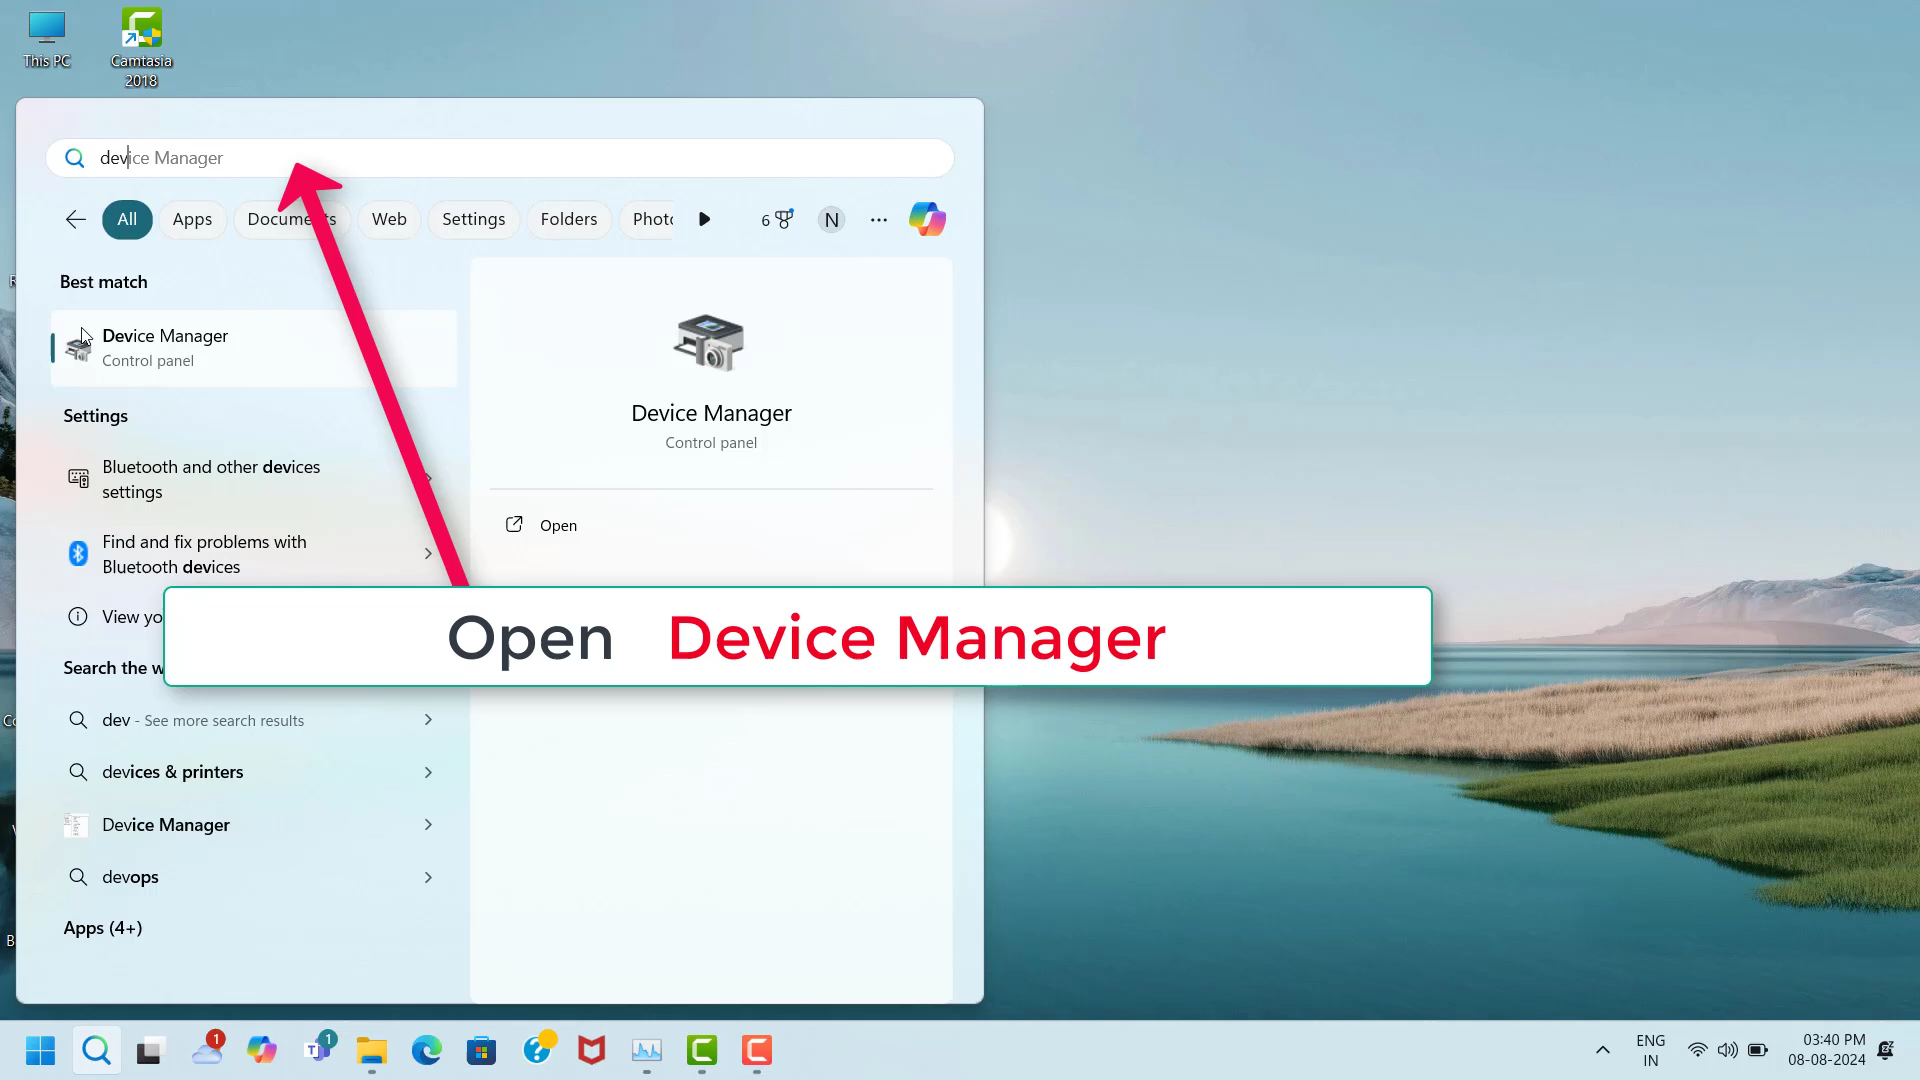 This PC
Camtasia
2018
device Manager
All
Apps
Documents
Web
Settings
Folders
6
N
Best match
Device Manager
Control panel
Settings
Bluetooth and other devices
settings
Find and fix problems with
Bluetooth devices
View yo
Search the w
dev - See more search results
devices & printers
Device Manager
devops
Apps (4+)
Device Manager
Control panel
Open
Open Device Manager
1
1
ENG
IN
03:40 PM
08-08-2024